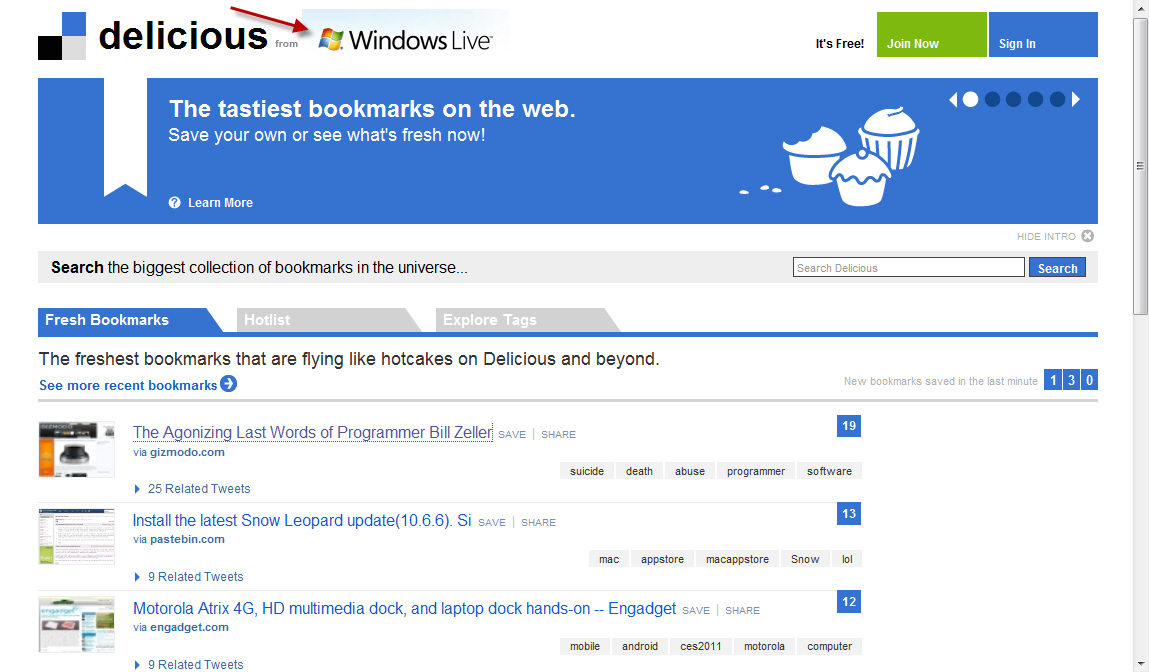 delicious from Windows Live
It's Free! Join Now Sign In
The tastiest bookmarks on the web.
Save your own or see what's fresh now!
Learn More
HIDE INTRO
Search the biggest collection of bookmarks in the universe... Search Delicious Search
Fresh Bookmarks Hotlist Explore Tags
The freshest bookmarks that are flying like hotcakes on Delicious and beyond.
See more recent bookmarks New bookmarks saved in the last minute 1 3 0
The Agonizing Last Words of Programmer Bill Zeller SAVE | SHARE 19
via gizmodo.com
suicide death abuse programmer software
25 Related Tweets
Install the latest Snow Leopard update(10.6.6). Si SAVE | SHARE 13
via pastebin.com
mac appstore macappstore Snow lol
9 Related Tweets
Motorola Atrix 4G, HD multimedia dock, and laptop dock hands-on -- Engadget SAVE | SHARE 12
via engadget.com
mobile android ces2011 motorola computer
9 Related Tweets